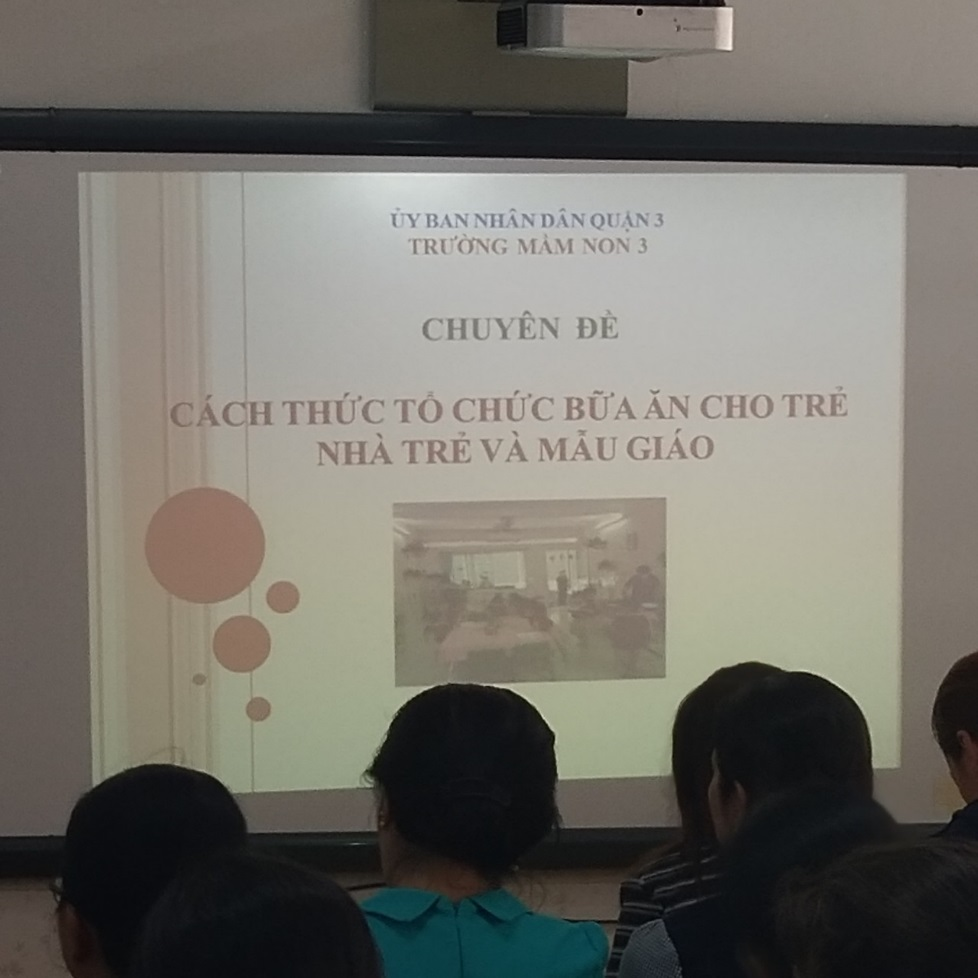 ỦY BAN NHÂN DÂN QUẬN 3
TRƯỜNG MẦM NON 3
CHUYÊN ĐỀ
CÁCH THỨC TỔ CHỨC BỮA ĂN CHO TRẺ
NHÀ TRẺ VÀ MẪU GIÁO